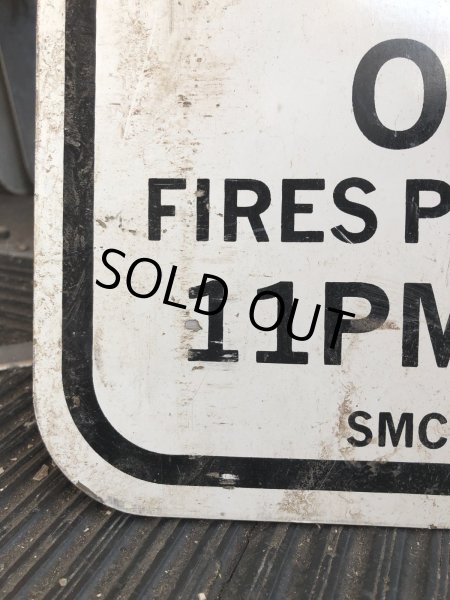 O
FIRES P
SOLD OUT
11PM
SMC